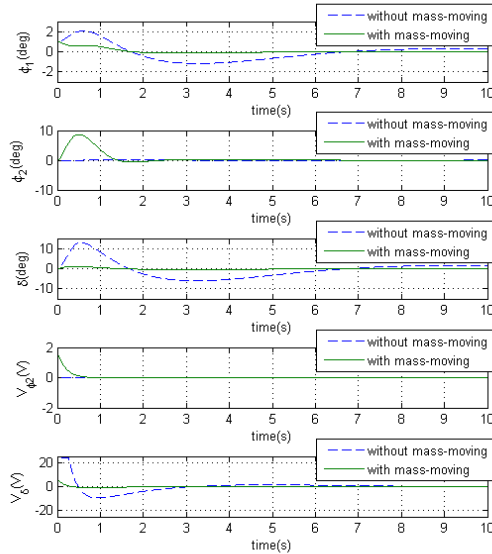 without mass-moving
with mass-moving
ϕ1(deg)
2
0
-2
0 1 2 3 4 5 6 7 8 9 10
time(s)
without mass-moving
with mass-moving
ϕ2(deg)
10
0
-10
0 1 2 3 4 5 6 7 8 9 10
time(s)
without mass-moving
with mass-moving
δ(deg)
10
0
-10
0 1 2 3 4 5 6 7 8 9 10
time(s)
without mass-moving
with mass-moving
Vϕ2(V)
2
0
-2
0 1 2 3 4 5 6 7 8 9 10
time(s)
without mass-moving
with mass-moving
Vδ(V)
20
0
-20
0 1 2 3 4 5 6 7 8 9 10
time(s)